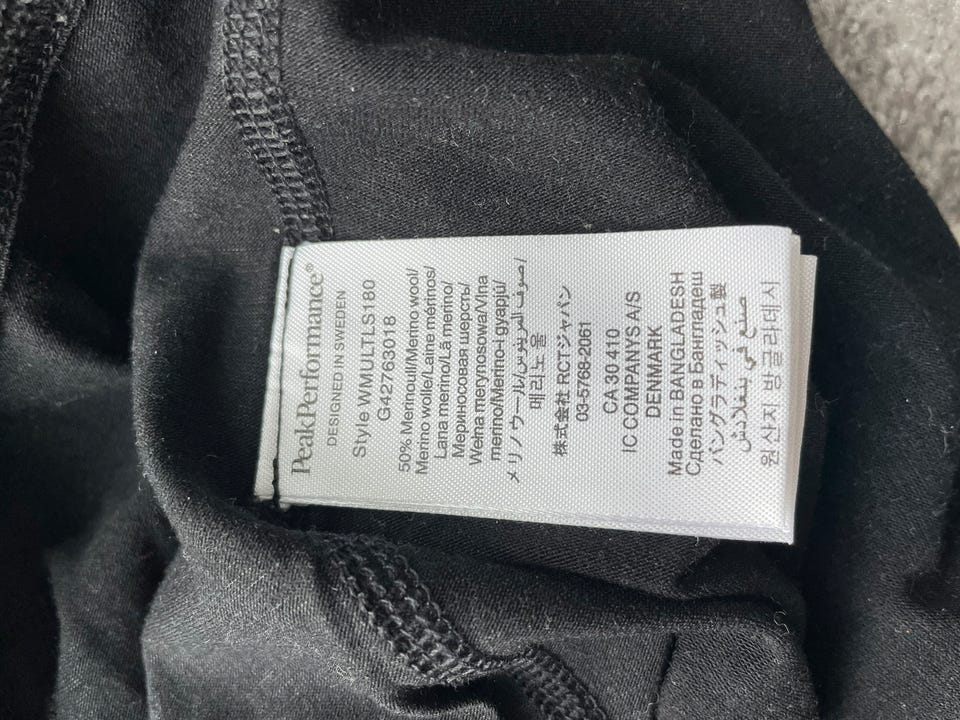 PeakPerformance®
DESIGNED IN SWEDEN
Style WMULTLS180
G42763018
50% Merinoull/Merino wool/
Merino wolle/Laine mérinos/
Lana merino/Lã merino/
Мериносовая шерсть/
Wełna merynosowa/Vlna
merino/Merino-i gyapjú/
メリノウール/صوف المرينوس/
메리노 울
株式会社 RCTジャパン
03-5768-2061
CA 30 410
IC COMPANYS A/S
DENMARK
Made in BANGLADESH
Сделано в Бангладеш
バングラディッシュ製
صنع في بنغلادش
원산지 방글라데시